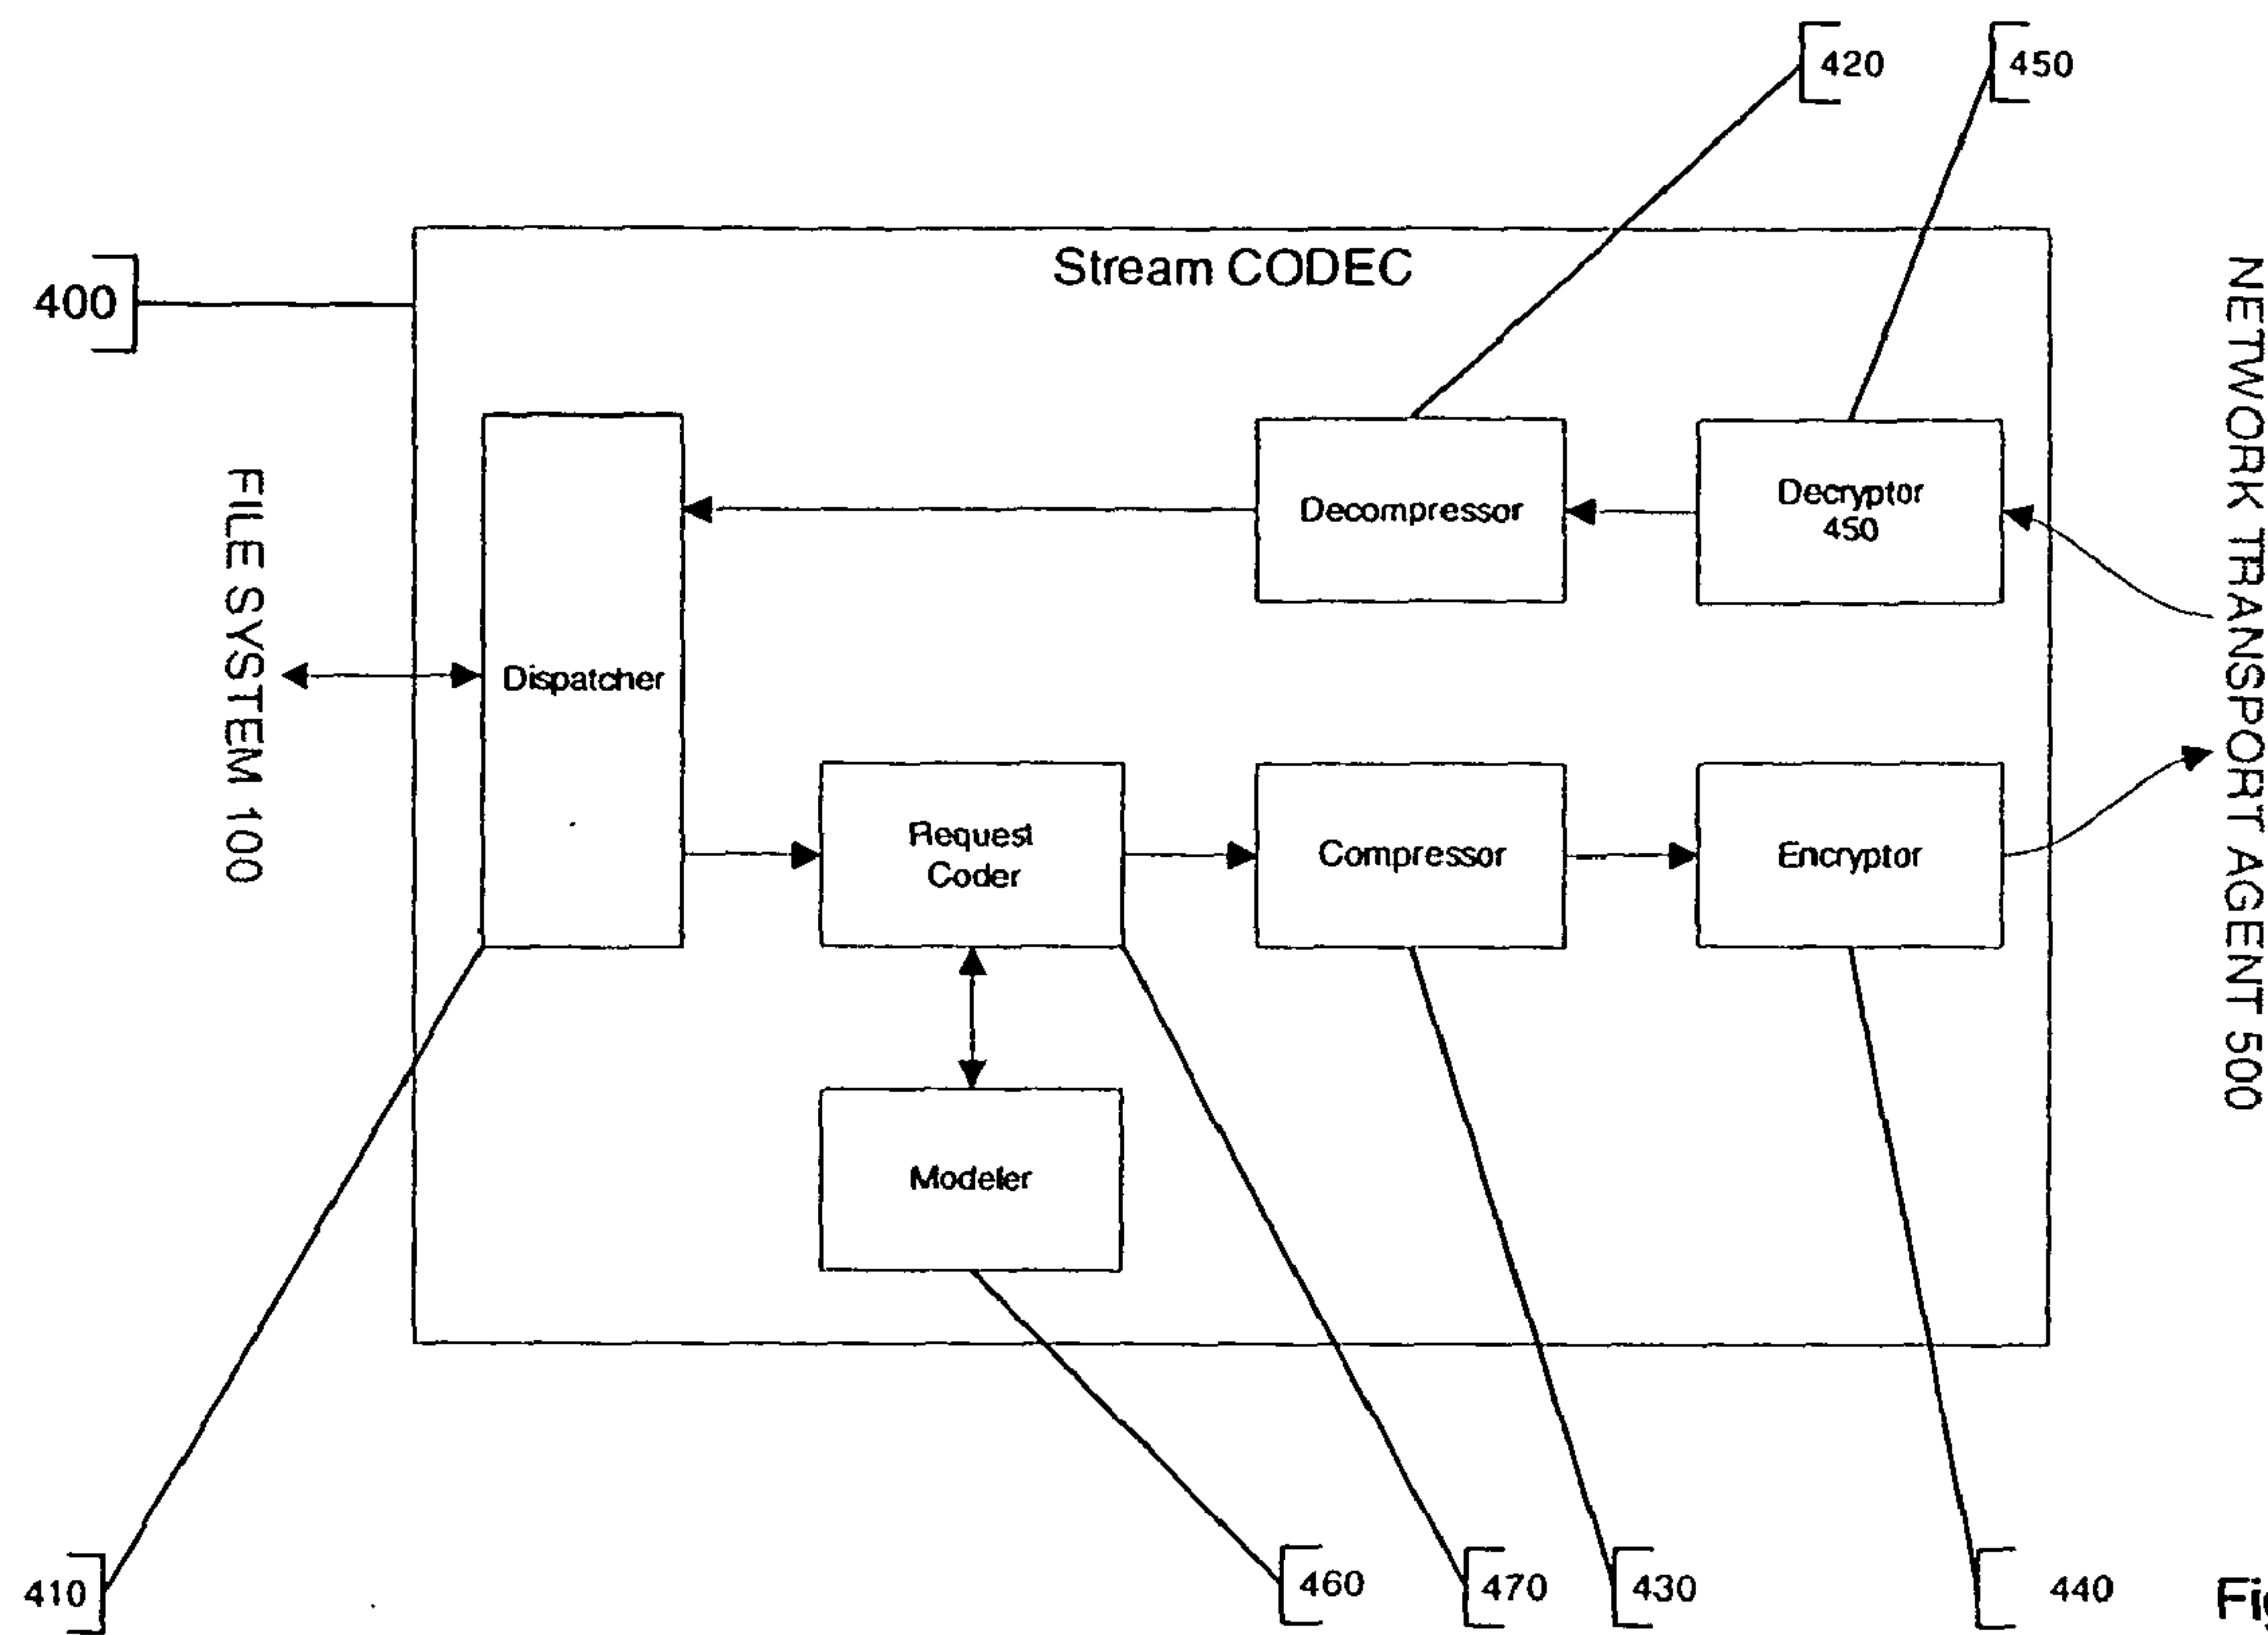 420
450
Stream CODEC
400
Decompressor
Decryptor
450
FILE SYSTEM 100
Dispatcher
NETWORK TRANSPORT AGENT 500
Request
Coder
Compressor
Encryptor
Modeler
410
460
470
430
440